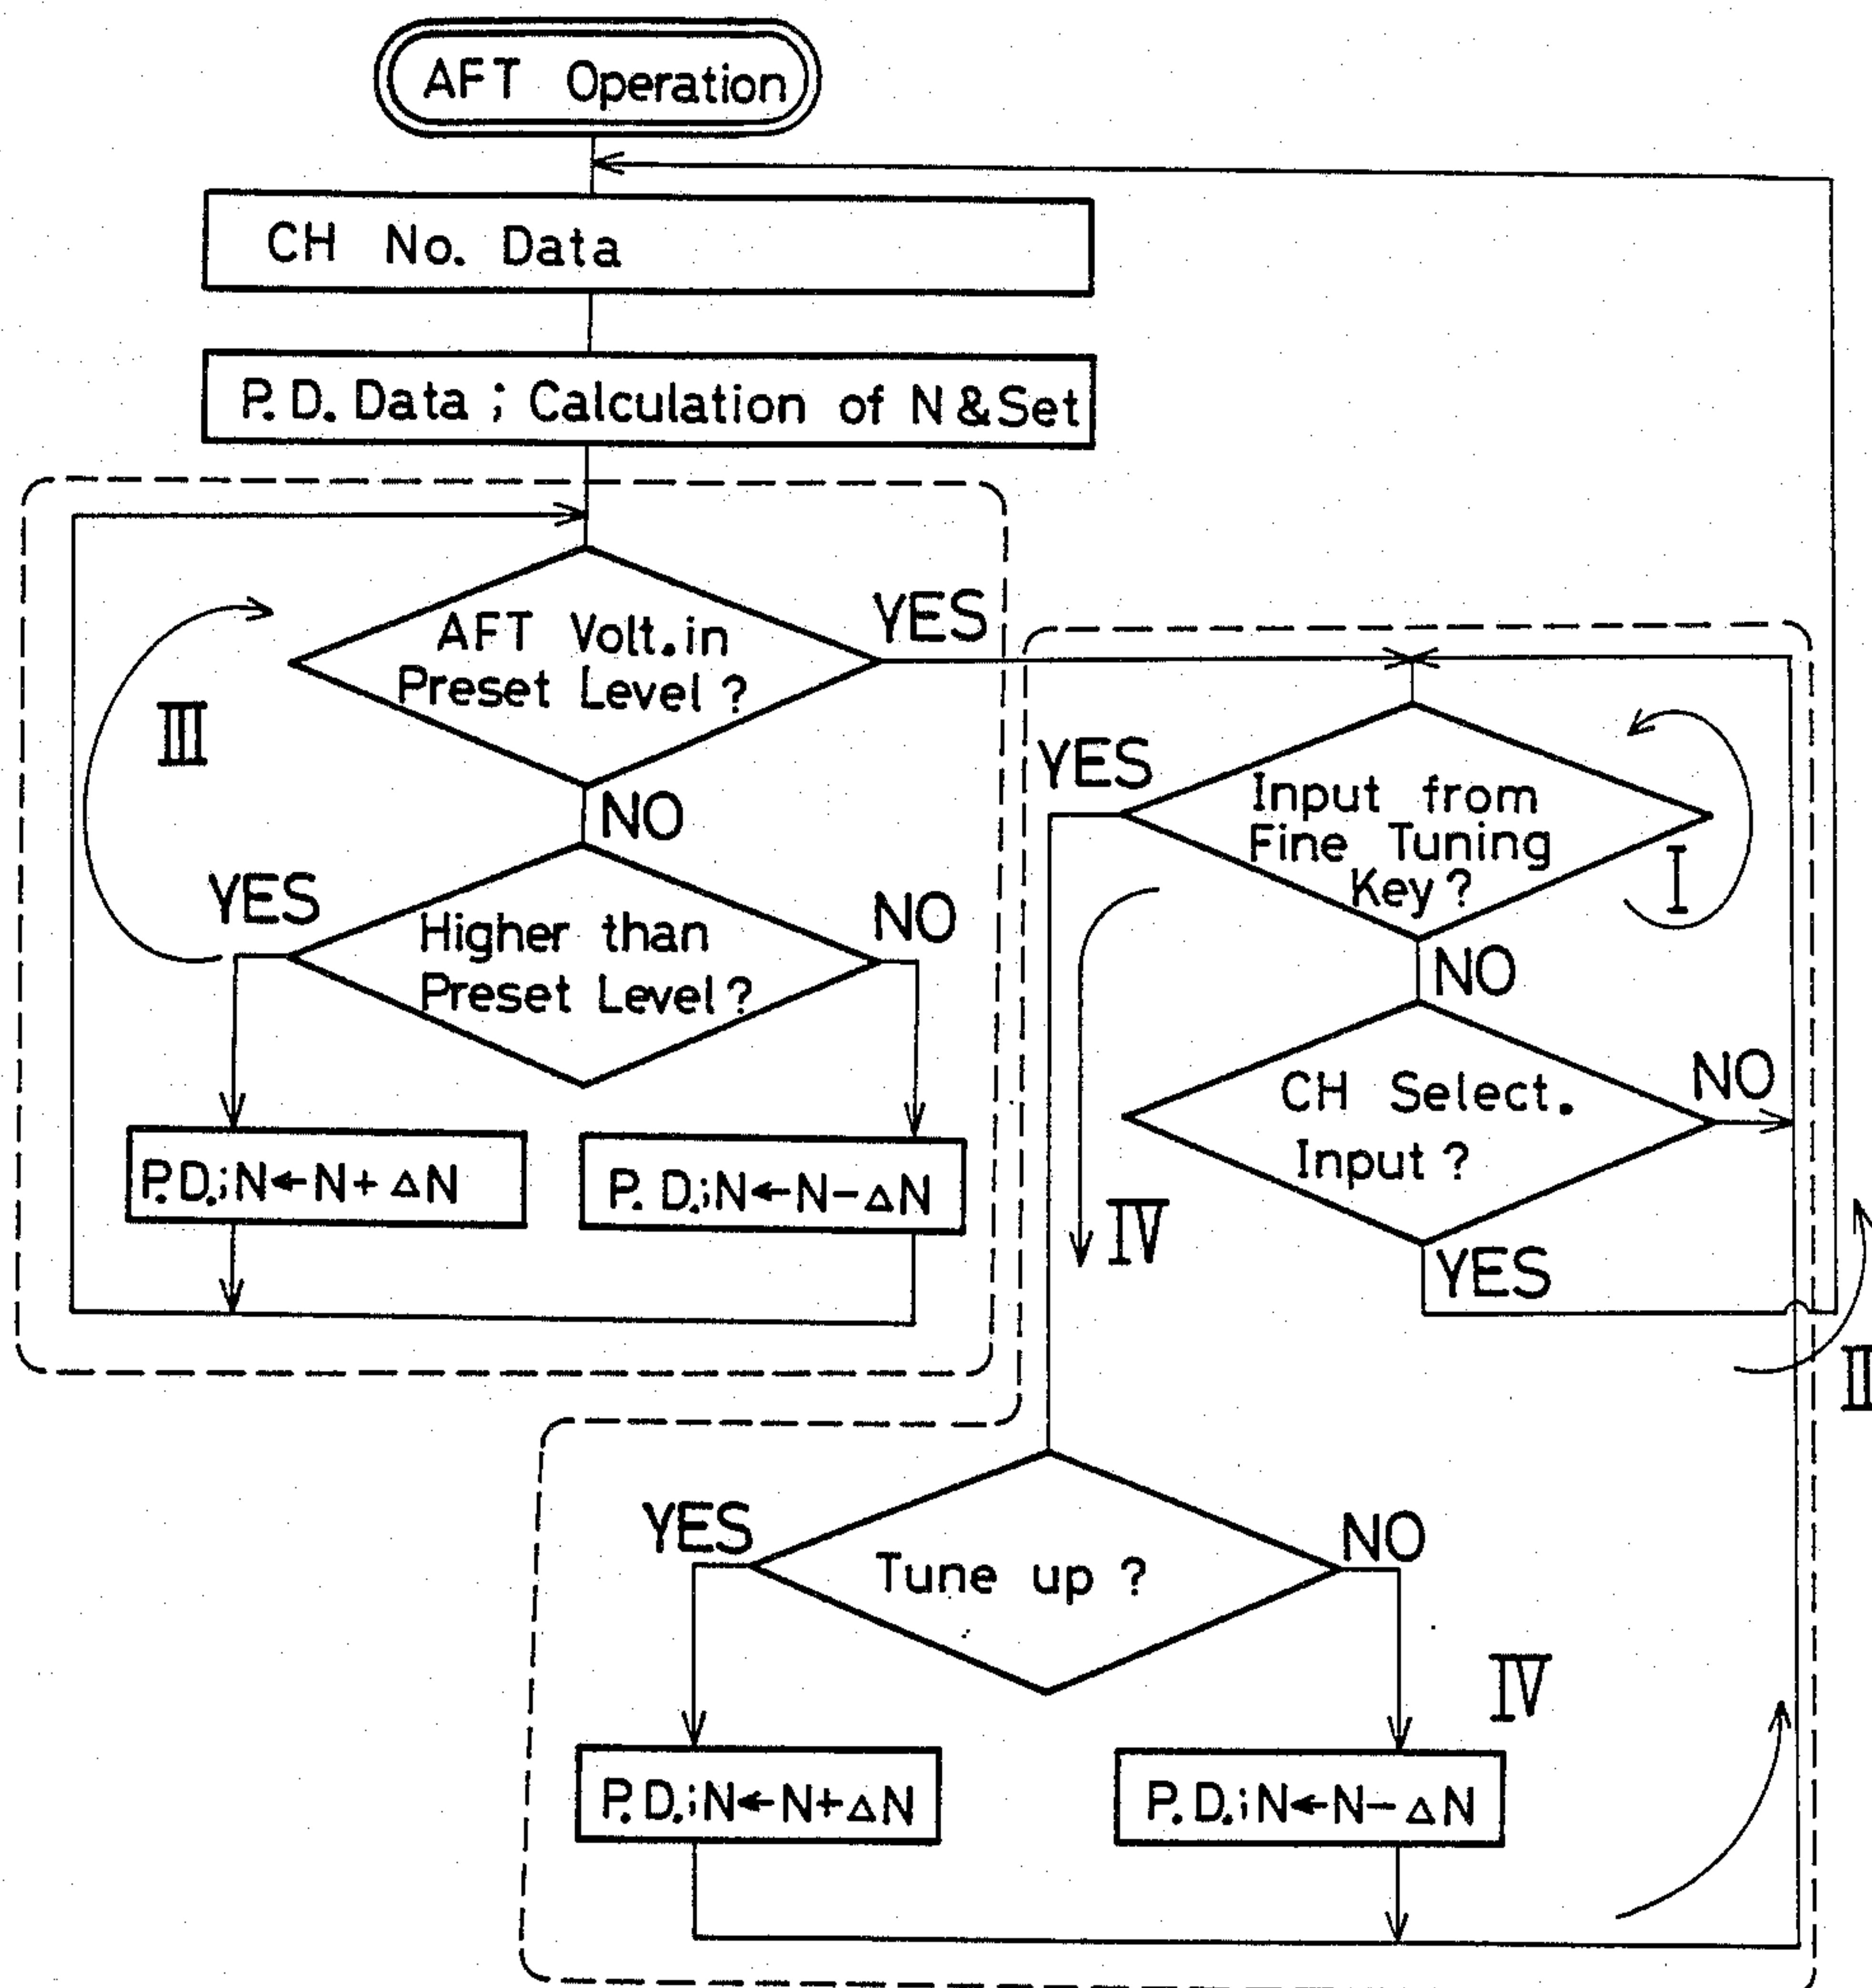 AFT Operation
CH No. Data
P.D. Data ; Calculation of N & Set
AFT Volt. in
Preset Level ?
YES
NO
III
Higher than
Preset Level ?
YES
NO
P.D.;N←N+ΔN
P.D.;N←N−ΔN
Input from
Fine Tuning
Key ?
YES
NO
I
CH Select.
Input ?
NO
YES
II
IV
Tune up ?
YES
NO
IV
P.D.;N←N+ΔN
P.D.;N←N−ΔN